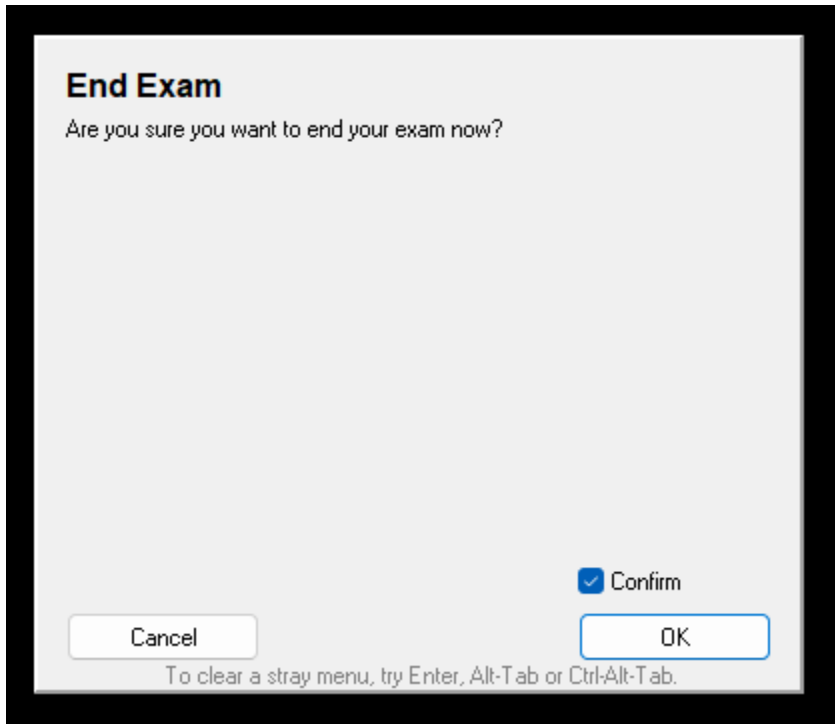 End Exam
Are you sure you want to end your exam now?
Confirm
Cancel
OK
To clear a stray menu, try Enter, Alt-Tab or Ctrl-Alt-Tab.